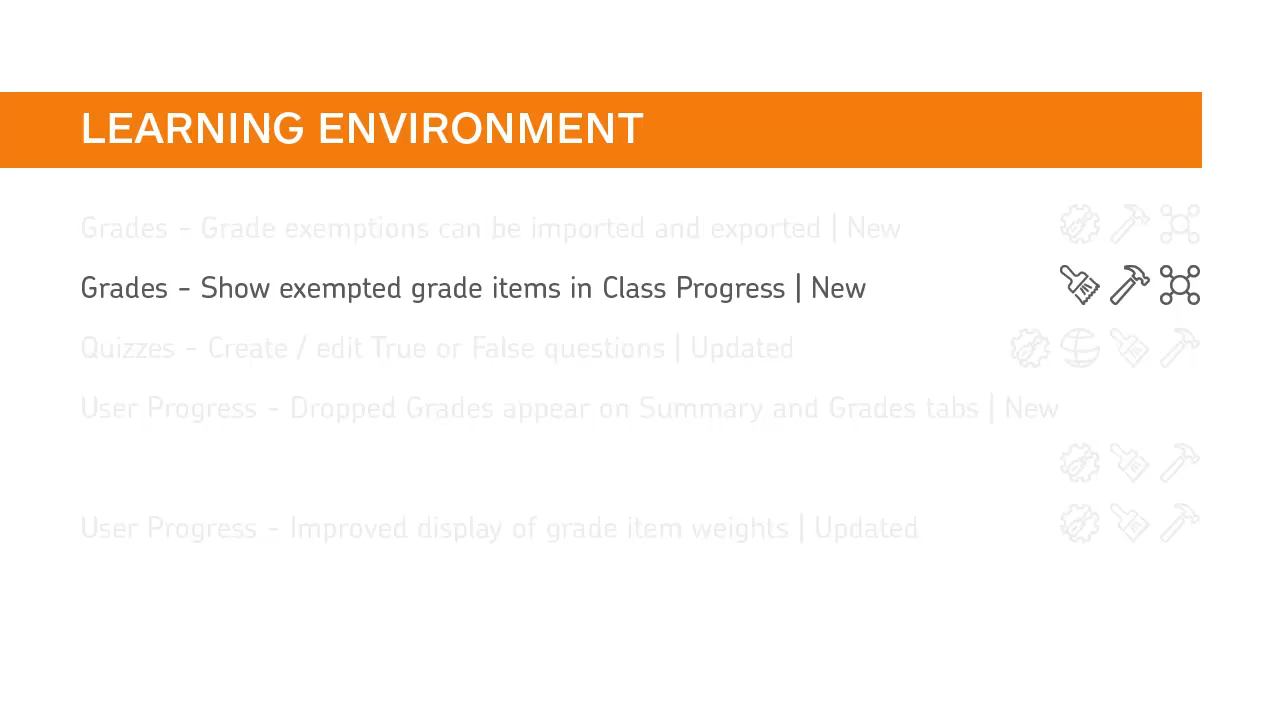 LEARNING ENVIRONMENT
Grades - Grade exemptions can be imported and exported | New
Grades - Show exempted grade items in Class Progress | New
Quizzes - Create / edit True or False questions | Updated
User Progress - Dropped Grades appear on Summary and Grades tabs | New
User Progress - Improved display of grade item weights | Updated